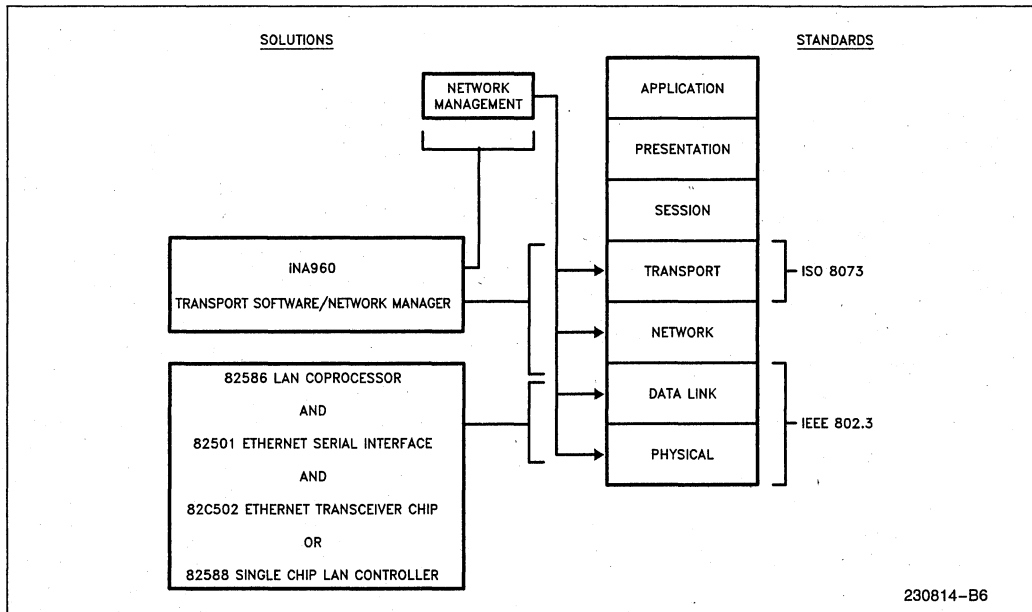 SOLUTIONS
STANDARDS
NETWORK
MANAGEMENT
APPLICATION
PRESENTATION
SESSION
TRANSPORT
NETWORK
DATA LINK
PHYSICAL
ISO 8073
IEEE 802.3
iNA960
TRANSPORT SOFTWARE/NETWORK MANAGER
82586 LAN COPROCESSOR
AND
82501 ETHERNET SERIAL INTERFACE
AND
82C502 ETHERNET TRANSCEIVER CHIP
OR
82588 SINGLE CHIP LAN CONTROLLER
230814-B6